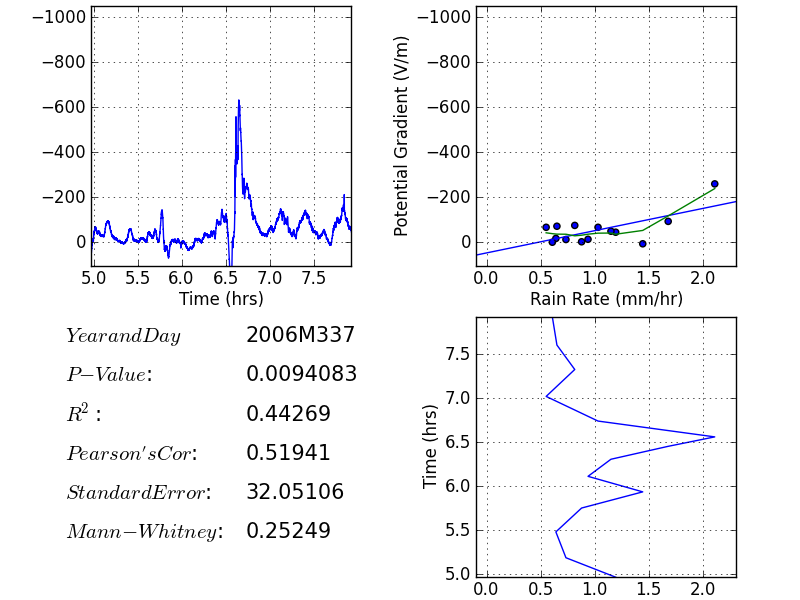 −1000
−800
−600
−400
−200
0
5.0 5.5 6.0 6.5 7.0 7.5
Time (hrs)
Potential Gradient (V/m)
−1000
−800
−600
−400
−200
0
0.0 0.5 1.0 1.5 2.0
Rain Rate (mm/hr)
YearandDay 2006M337
P−Value: 0.0094083
R²: 0.44269
Pearson'sCor: 0.51941
StandardError: 32.05106
Mann−Whitney: 0.25249
Time (hrs)
7.5
7.0
6.5
6.0
5.5
5.0
0.0 0.5 1.0 1.5 2.0